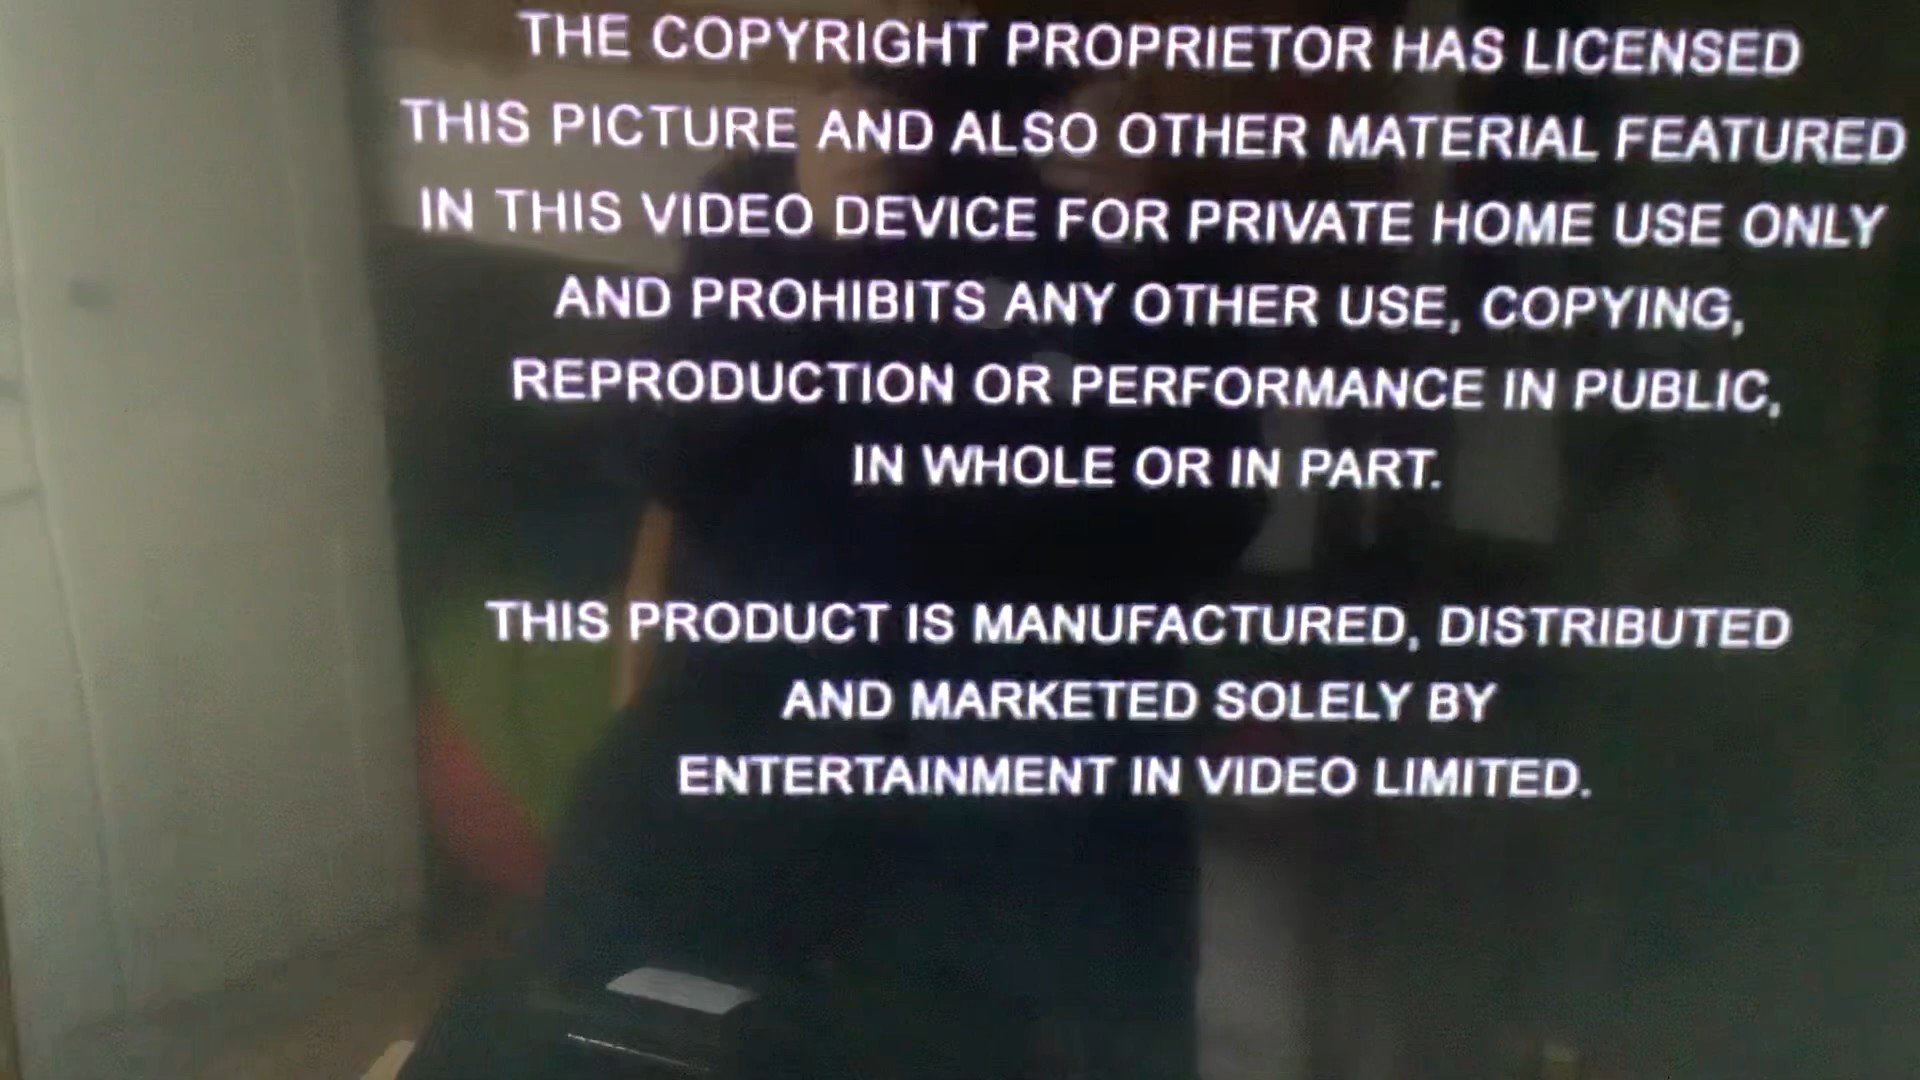 THE COPYRIGHT PROPRIETOR HAS LICENSED
THIS PICTURE AND ALSO OTHER MATERIAL FEATURED
IN THIS VIDEO DEVICE FOR PRIVATE HOME USE ONLY
AND PROHIBITS ANY OTHER USE, COPYING,
REPRODUCTION OR PERFORMANCE IN PUBLIC,
IN WHOLE OR IN PART.
THIS PRODUCT IS MANUFACTURED, DISTRIBUTED
AND MARKETED SOLELY BY
ENTERTAINMENT IN VIDEO LIMITED.